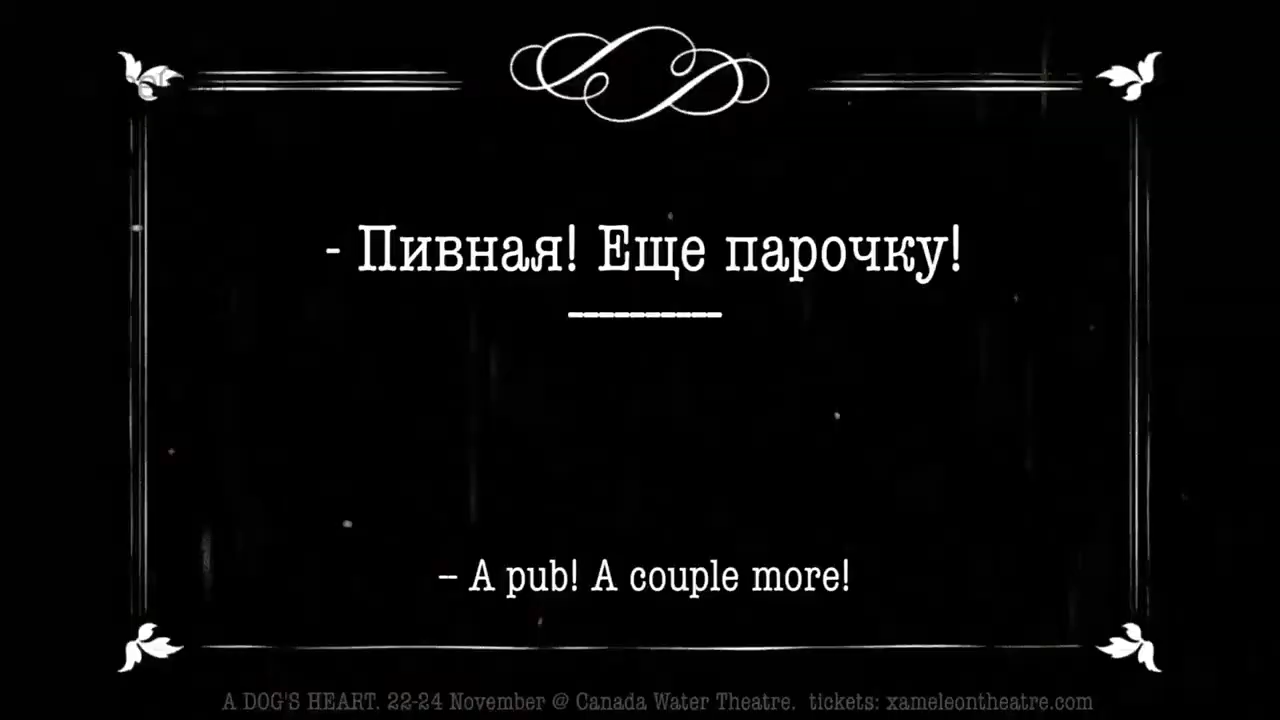 - Пивная! Еще парочку!
– A pub! A couple more!
A DOG'S HEART. 22-24 November @ Canada Water Theatre. tickets: xameleontheatre.com